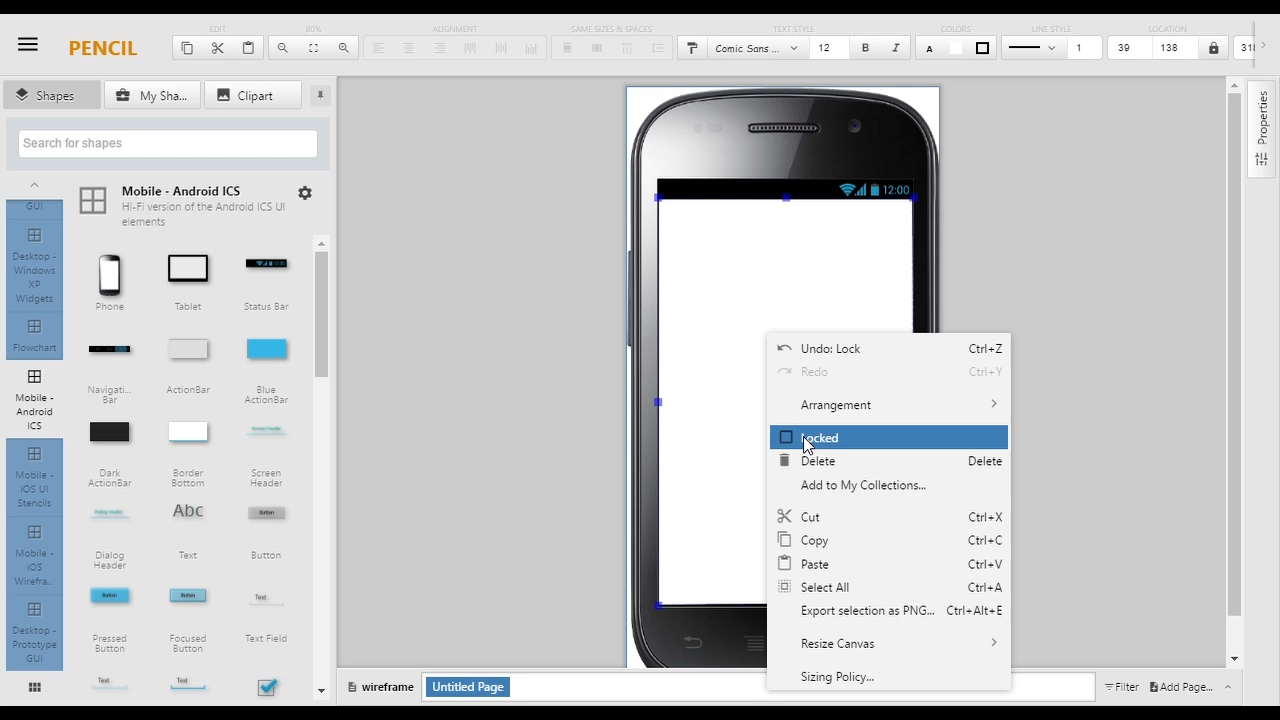 PENCIL
EDIT
80%
ALIGNMENT
SAME SIZES & SPACES
TEXT STYLE
COLORS
LINE STYLE
LOCATION
Comic Sans ...
12
B
I
A
1
39
138
318
Shapes
My Sha...
Clipart
Search for shapes
GUI
Desktop -
Windows
XP
Widgets
Flowchart
Mobile -
Android
ICS
Mobile -
iOS UI
Stencils
Mobile -
iOS
Wirefra...
Desktop -
Prototype
GUI
Mobile - Android ICS
Hi-Fi version of the Android ICS UI
elements
Phone
Tablet
Status Bar
Navigati...
Bar
ActionBar
Blue
ActionBar
Dark
ActionBar
Border
Bottom
Screen
Header
Abc
Button
Dialog
Header
Text
Button
Button
Button
Text
Pressed
Button
Focused
Button
Text Field
Text
Text
12:00
Undo: Lock Ctrl+Z
Redo Ctrl+Y
Arrangement
Locked
Delete Delete
Add to My Collections...
Cut Ctrl+X
Copy Ctrl+C
Paste Ctrl+V
Select All Ctrl+A
Export selection as PNG... Ctrl+Alt+E
Resize Canvas
Sizing Policy...
Properties
wireframe
Untitled Page
Filter
Add Page...